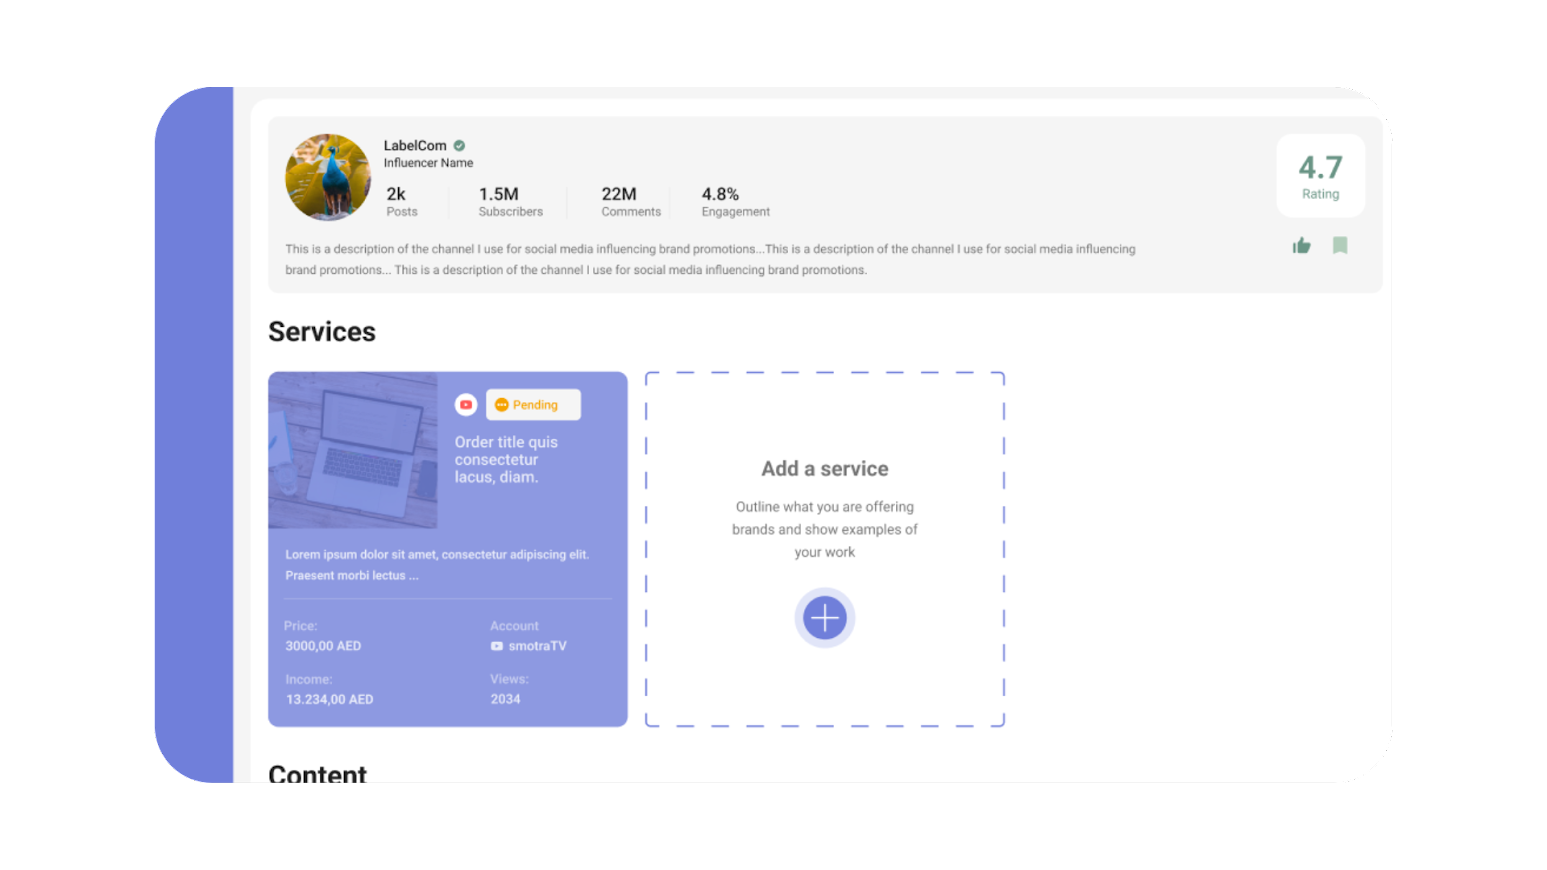 LabelCom
Influencer Name
2k
Posts
1.5M
Subscribers
22M
Comments
4.8%
Engagement
4.7
Rating
This is a description of the channel I use for social media influencing brand promotions...This is a description of the channel I use for social media influencing
brand promotions... This is a description of the channel I use for social media influencing brand promotions.
Services
Pending
Order title quis
consectetur
lacus, diam.
Lorem ipsum dolor sit amet, consectetur adipiscing elit.
Praesent morbi lectus ...
Price:
3000,00 AED
Account
smotraTV
Income:
13.234,00 AED
Views:
2034
Add a service
Outline what you are offering
brands and show examples of
your work
Content